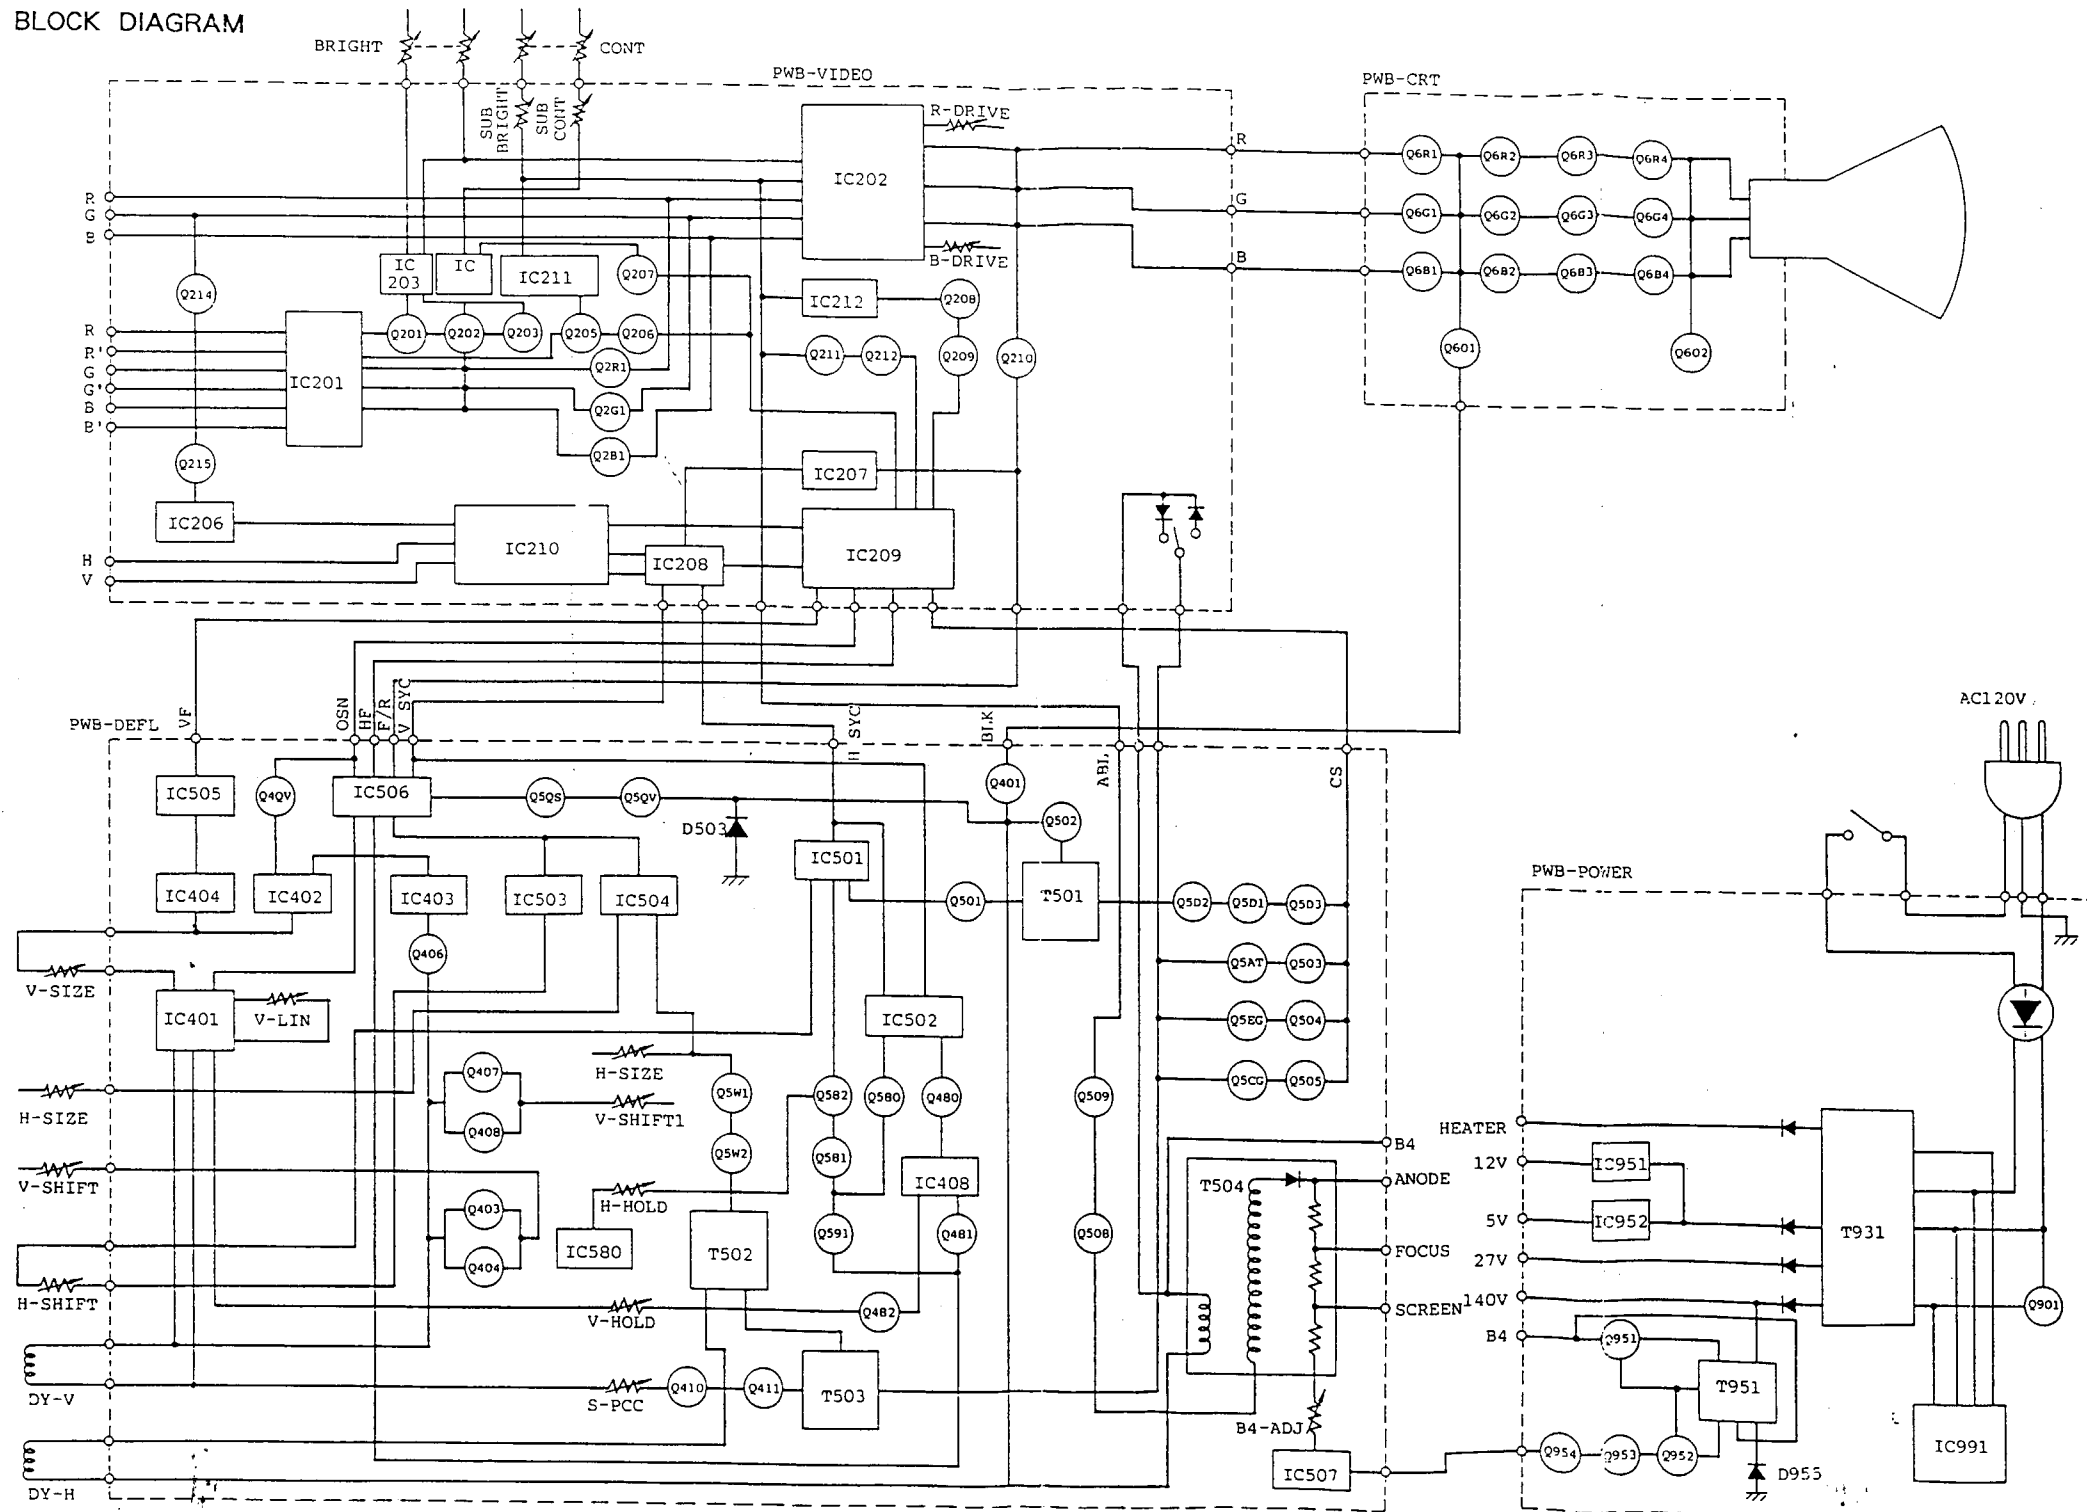 BLOCK DIAGRAM
BRIGHT
CONT
PWB-VIDEO
PWB-CRT
SUB BRIGHT
SUB CONT
R-DRIVE
IC202
B-DRIVE
R
G
B
R
G
B
Q6R1
Q6R2
Q6R3
Q6R4
Q6G1
Q6G2
Q6G3
Q6G4
Q6B1
Q6B2
Q6B3
Q6B4
Q601
Q602
Q214
IC 203
IC
IC211
Q207
IC212
Q208
R
R'
G
G'
B
B'
IC201
Q201
Q202
Q203
Q205
Q206
Q2R1
Q2G1
Q2B1
Q211
Q212
Q209
Q210
Q215
IC206
IC207
IC210
IC208
IC209
H
V
PWB-DEFL
VF
OSN
HF
F/R
V SYC
H SYC
BLK
ABL
CS
AC120V
IC505
Q4QV
IC506
Q5QS
Q5QV
D503
Q401
Q502
IC501
IC404
IC402
IC403
IC503
IC504
Q501
T501
Q5D2
Q5D1
Q5D3
PWB-POWER
Q406
Q5AT
Q503
V-SIZE
IC401
V-LIN
IC502
Q5EG
Q504
H-SIZE
Q407
Q408
V-SHIFT1
Q5W1
Q5W2
Q582
Q580
Q480
Q509
Q5CG
Q505
H-SIZE
V-SHIFT
H-HOLD
Q581
IC408
Q403
Q404
IC580
T502
Q591
Q481
Q508
T504
B4
ANODE
FOCUS
SCREEN
HEATER
12V
5V
27V
140V
B4
IC951
IC952
T931
Q901
H-SHIFT
V-HOLD
Q482
DY-V
S-PCC
Q410
Q411
T503
B4-ADJ
IC507
Q951
T951
Q954
Q953
Q952
D955
IC991
DY-H